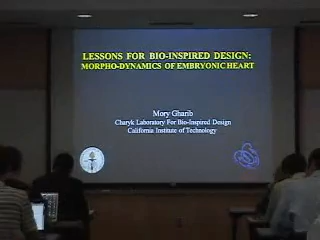 LESSONS FOR BIO-INSPIRED DESIGN:
MORPHO-DYNAMICS OF EMBRYONIC HEART
Mory Gharib
Charyk Laboratory For Bio-Inspired Design
California Institute of Technology